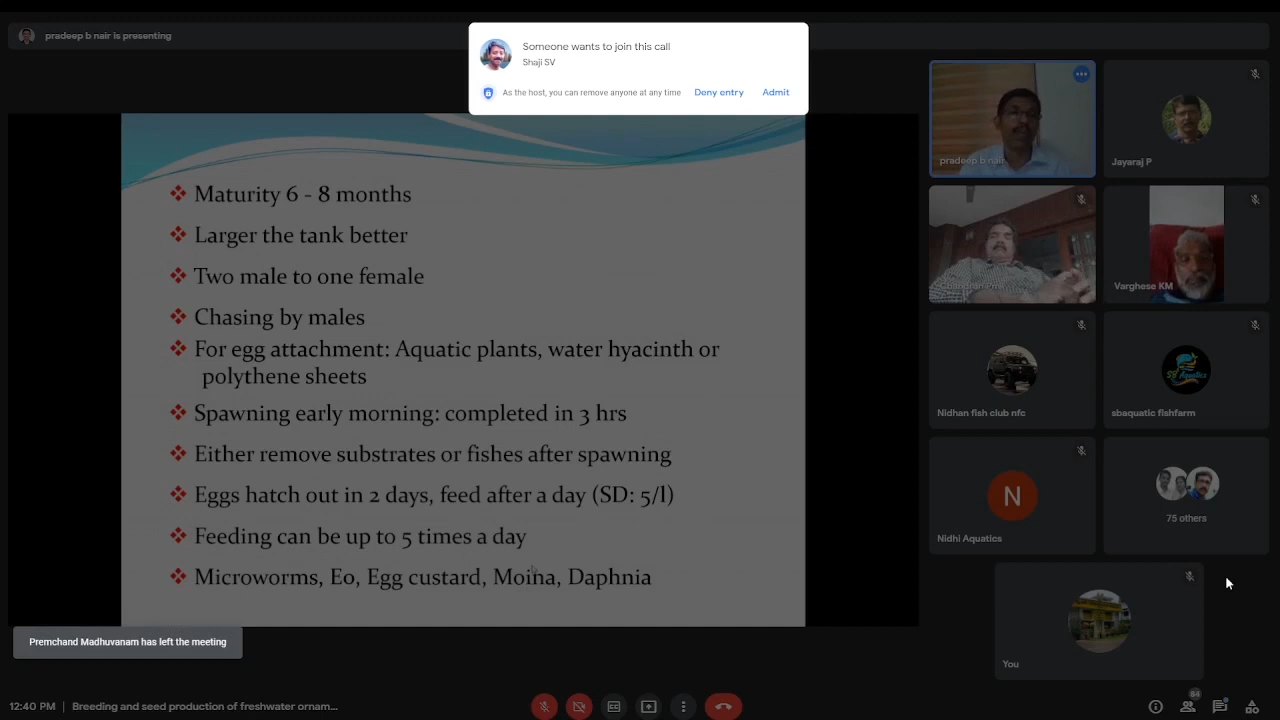 pradeep b nair is presenting
Someone wants to join this call
Shaji SV
As the host, you can remove anyone at any time
Deny entry
Admit
Maturity 6 - 8 months
Larger the tank better
Two male to one female
Chasing by males
For egg attachment: Aquatic plants, water hyacinth or
polythene sheets
Spawning early morning: completed in 3 hrs
Either remove substrates or fishes after spawning
Eggs hatch out in 2 days, feed after a day (SD: 5/l)
Feeding can be up to 5 times a day
Microworms, Eo, Egg custard, Moina, Daphnia
pradeep b nair
Jayaraj P
Varghese KM
Nidhan fish club nfc
SB Aquatics
sbaquatic fishfarm
N
Nidhi Aquatics
75 others
You
Premchand Madhuvanam has left the meeting
12:40 PM | Breeding and seed production of freshwater ornam...
84